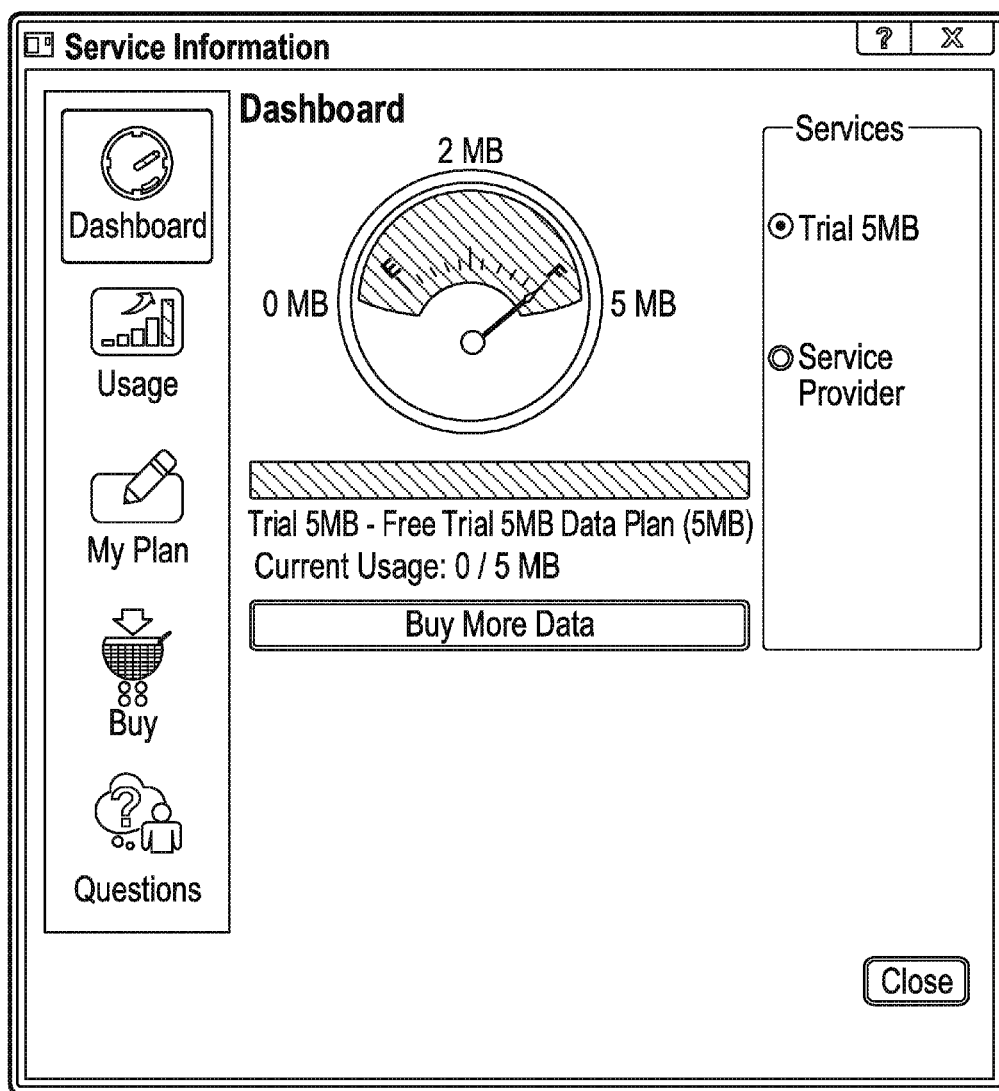 Service Information
? X
Dashboard
Usage
My Plan
Buy
?
Questions
Dashboard
2 MB
0 MB
5 MB
E
F
Trial 5MB - Free Trial 5MB Data Plan (5MB)
Current Usage: 0 / 5 MB
Buy More Data
Services
Trial 5MB
Service
Provider
Close